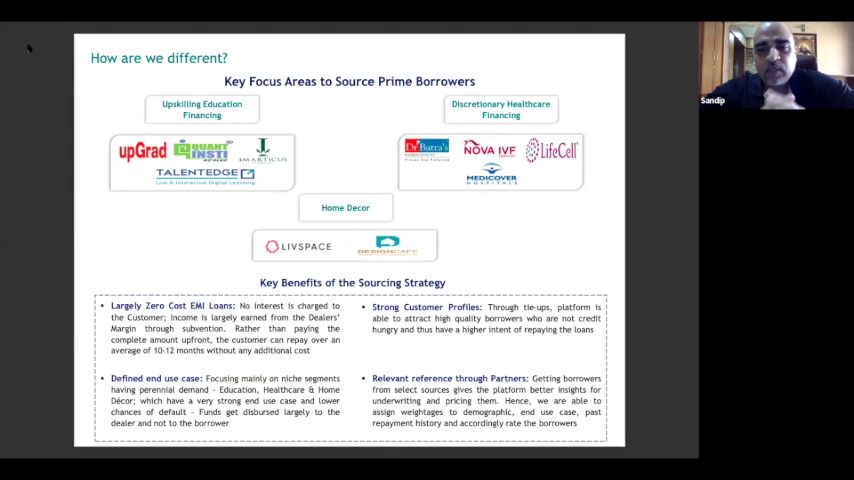 How are we different?
Key Focus Areas to Source Prime Borrowers
Upskilling Education
Financing
Discretionary Healthcare
Financing
upGrad
QUANT
INSTI
IMARTICUS
TALENTEDGE
Live & Interactive Digital Learning
Dr Batra's
NOVA IVF
LifeCell
MEDICOVER
HOSPITALS
Home Decor
LIVSPACE
DESIGNCAFE
Key Benefits of the Sourcing Strategy
▪ Largely Zero Cost EMI Loans: No interest is charged to
the Customer; Income is largely earned from the Dealers'
Margin through subvention. Rather than paying the
complete amount upfront, the customer can repay over an
average of 10-12 months without any additional cost
▪ Defined end use case: Focusing mainly on niche segments
having perennial demand - Education, Healthcare & Home
Décor; which have a very strong end use case and lower
chances of default - Funds get disbursed largely to the
dealer and not to the borrower
▪ Strong Customer Profiles: Through tie-ups, platform is
able to attract high quality borrowers who are not credit
hungry and thus have a higher intent of repaying the loans
▪ Relevant reference through Partners: Getting borrowers
from select sources gives the platform better insights for
underwriting and pricing them. Hence, we are able to
assign weightages to demographic, end use case, past
repayment history and accordingly rate the borrowers
Sandip